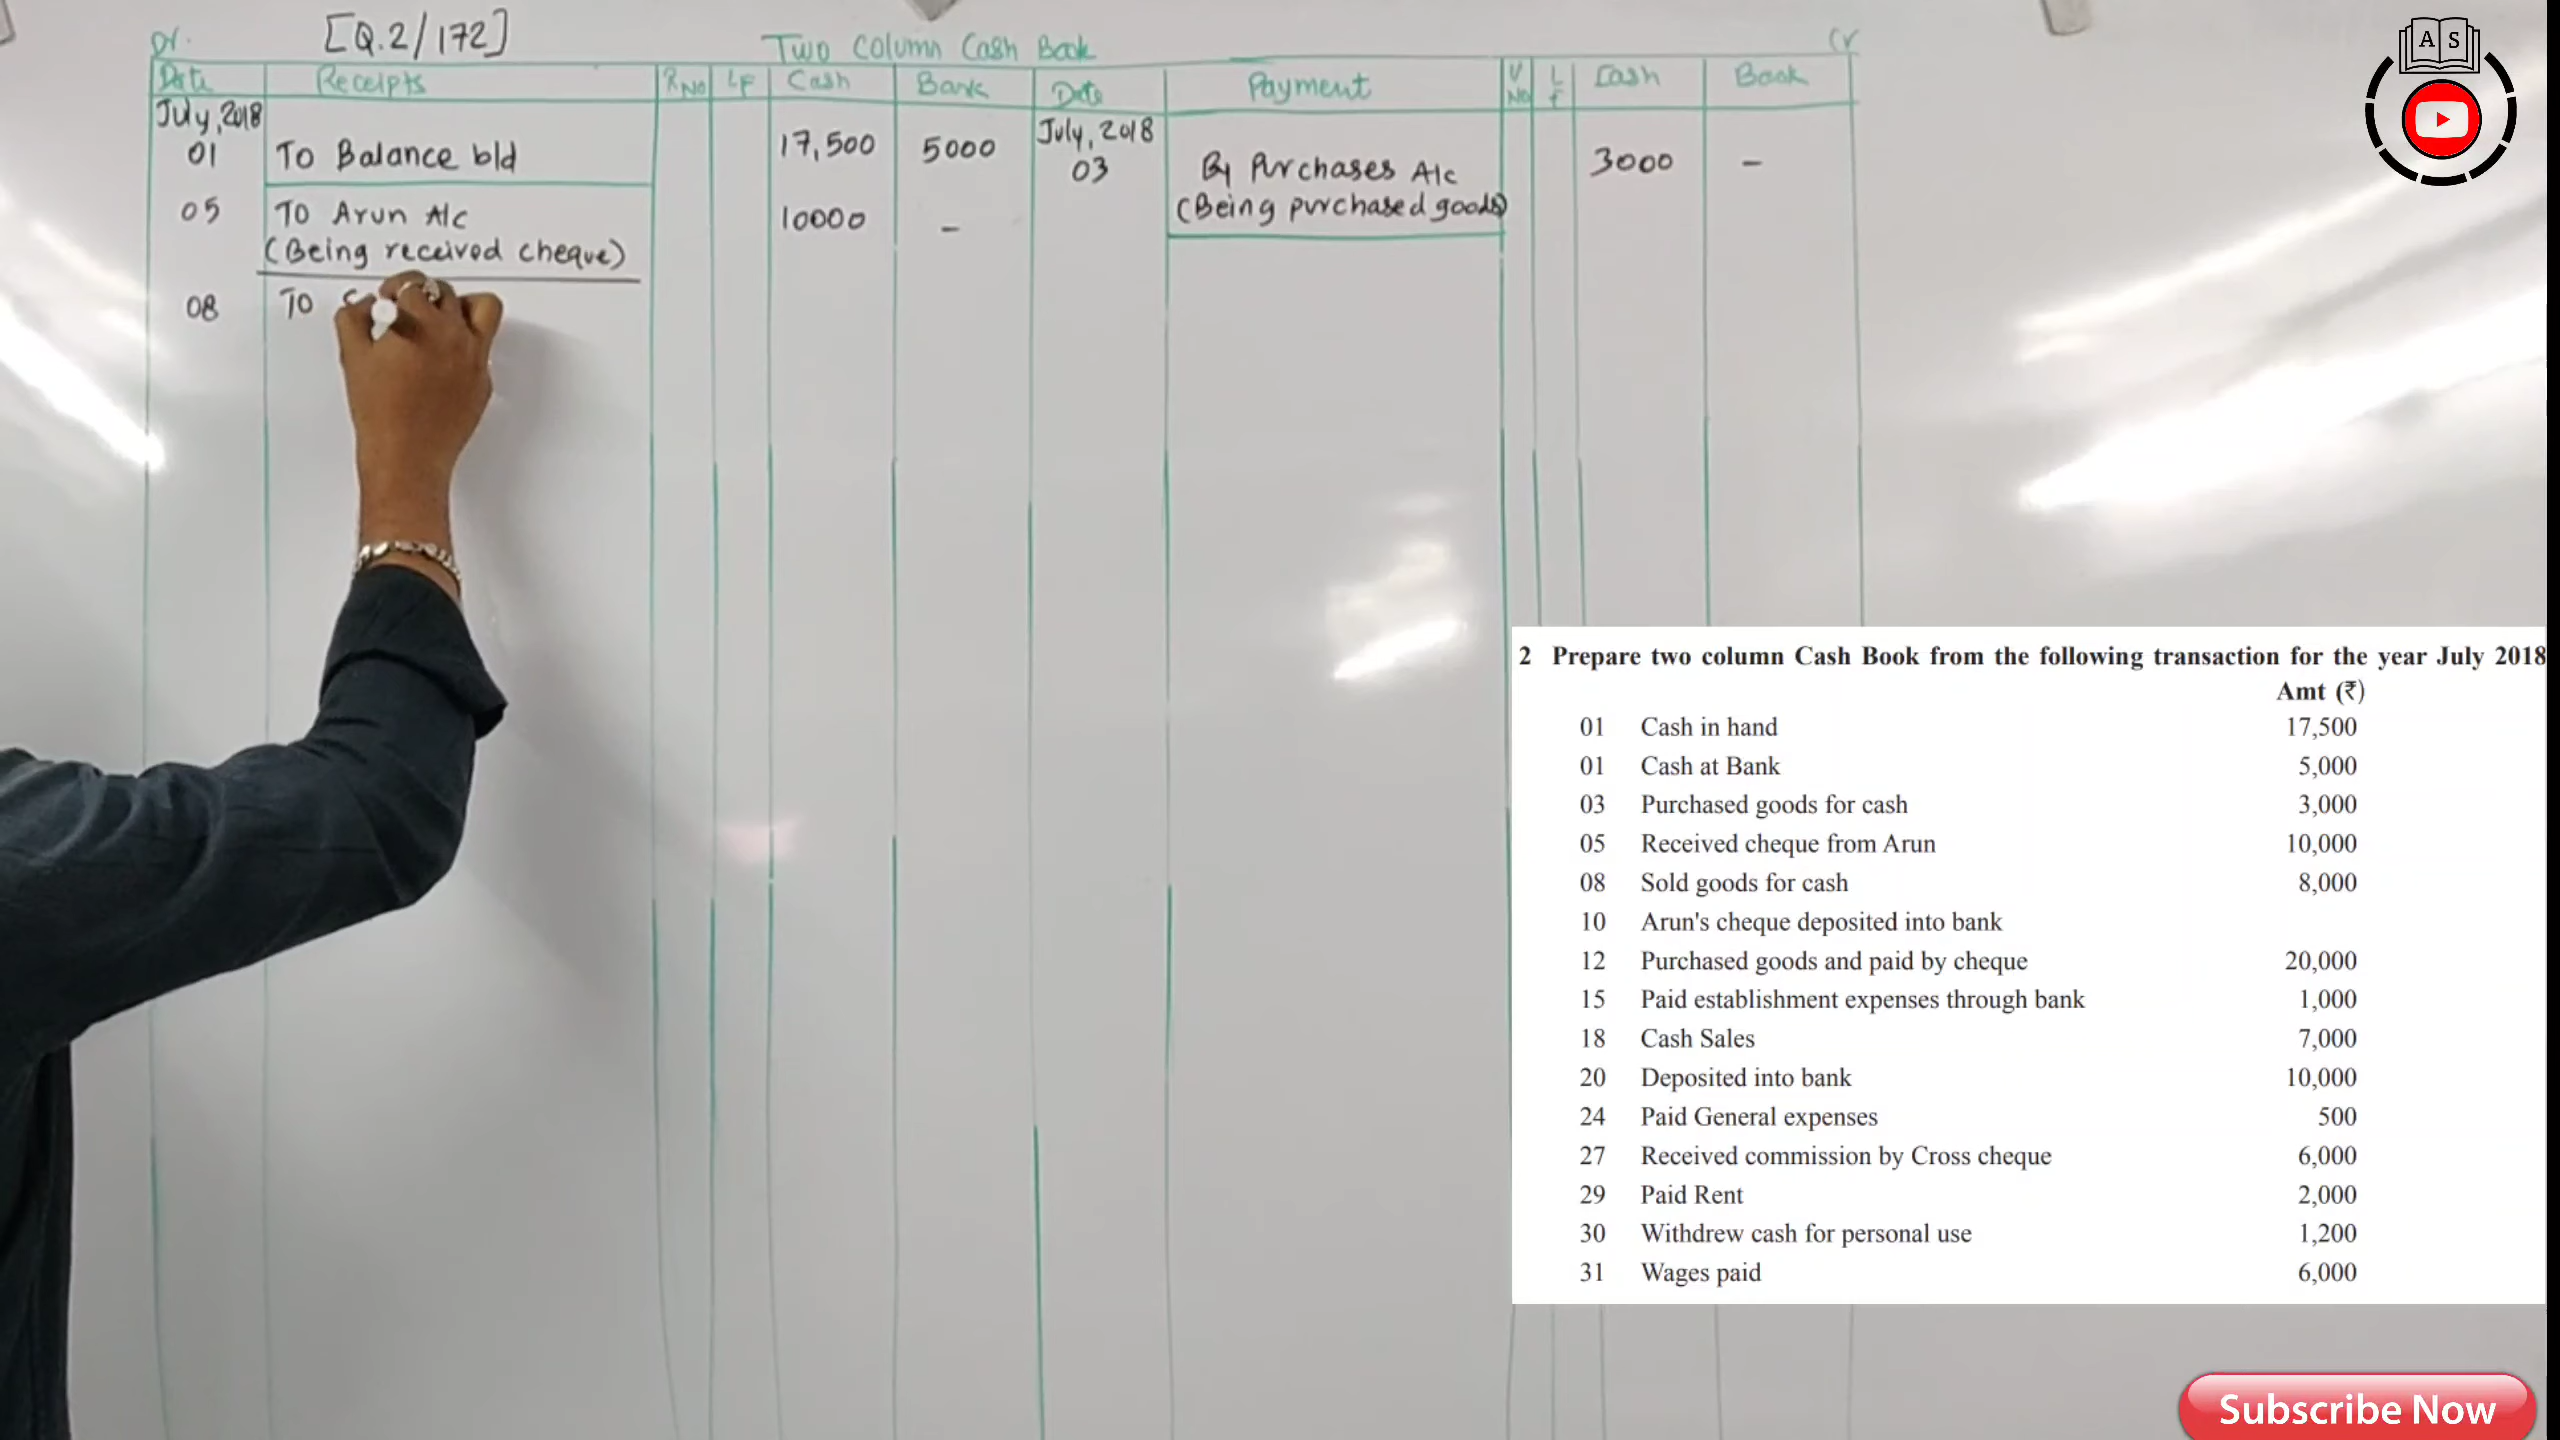 [Q.2/172]
Dr.
Two Column Cash Book
Cr
Date Receipts RNo LF Cash Bank Date Payment V No LF Cash Book
July, 2018
01 To Balance b/d 17,500 5000
July, 2018
03 By Purchases A/c 3000 -
(Being purchased goods)
05 To Arun A/c 10000 -
(Being received cheque)
08 To
A S
2 Prepare two column Cash Book from the following transaction for the year July 2018
Amt (₹)
01 Cash in hand 17,500
01 Cash at Bank 5,000
03 Purchased goods for cash 3,000
05 Received cheque from Arun 10,000
08 Sold goods for cash 8,000
10 Arun's cheque deposited into bank
12 Purchased goods and paid by cheque 20,000
15 Paid establishment expenses through bank 1,000
18 Cash Sales 7,000
20 Deposited into bank 10,000
24 Paid General expenses 500
27 Received commission by Cross cheque 6,000
29 Paid Rent 2,000
30 Withdrew cash for personal use 1,200
31 Wages paid 6,000
Subscribe Now